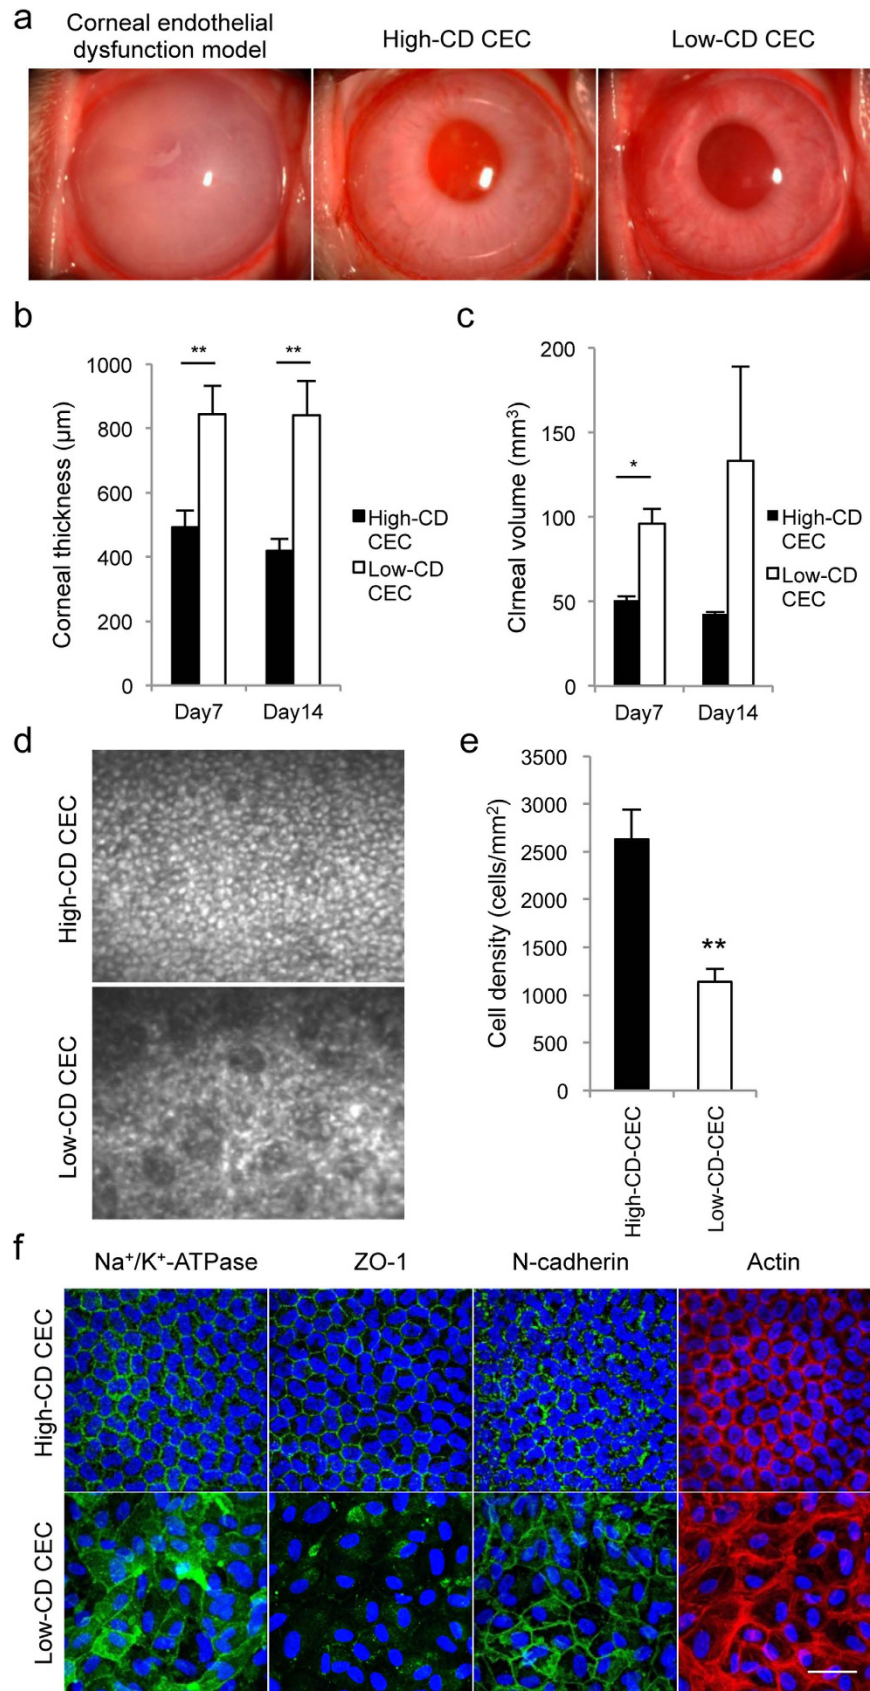 a
Corneal endothelial
dysfunction model
High-CD CEC
Low-CD CEC
b
**
**
1000
800
600
400
200
0
Corneal thickness (µm)
Day7
Day14
High-CD
CEC
Low-CD
CEC
c
*
200
150
100
50
0
Clrneal volume (mm³)
Day7
Day14
High-CD
CEC
Low-CD
CEC
d
High-CD CEC
Low-CD CEC
e
3500
3000
2500
2000
1500
1000
500
0
Cell density (cells/mm²)
**
High-CD-CEC
Low-CD-CEC
f
Na⁺/K⁺-ATPase
ZO-1
N-cadherin
Actin
High-CD CEC
Low-CD CEC